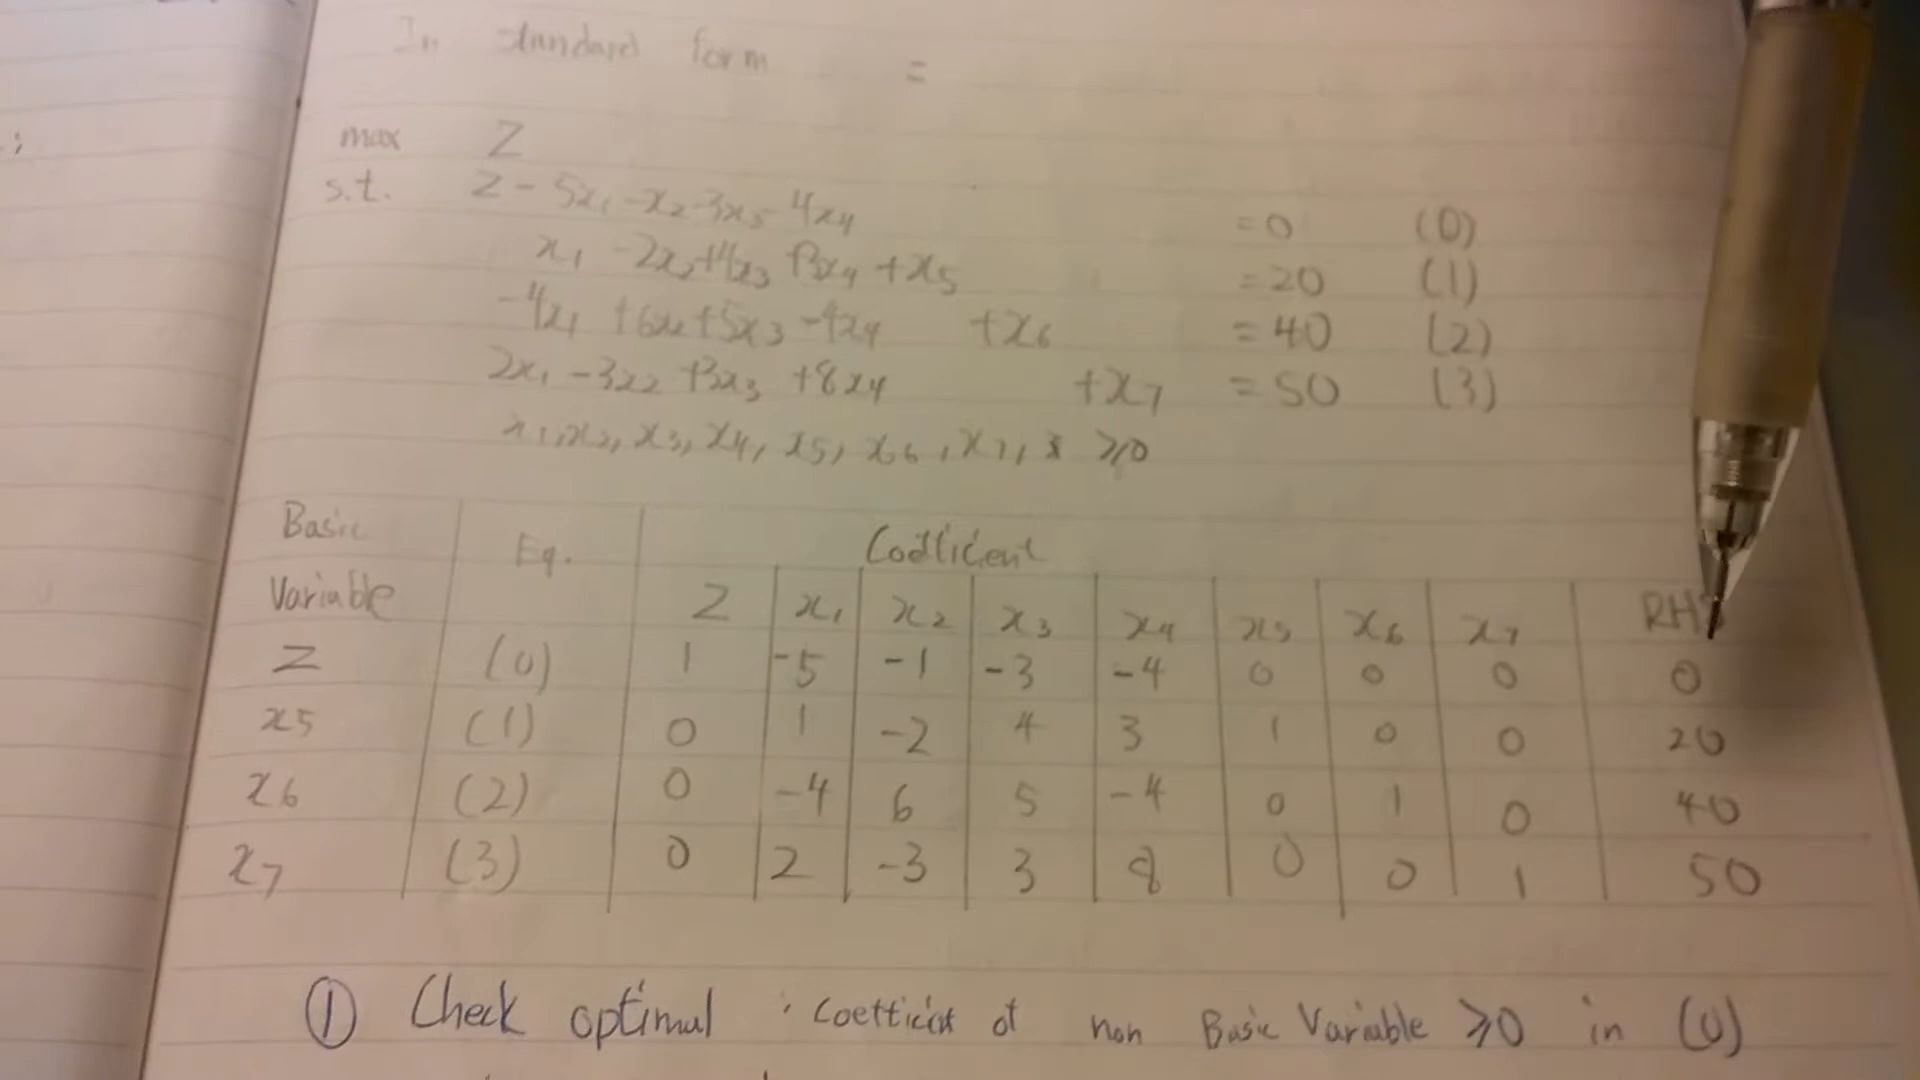 In standard form =
max Z
s.t. Z - 5x₁ - x₂ - 3x₃ - 4x₄ = 0 (0)
x₁ - 2x₂ + 4x₃ + 3x₄ + x₅ = 20 (1)
-4x₁ + 6x₂ + 5x₃ - 4x₄ + x₆ = 40 (2)
2x₁ - 3x₂ + 3x₃ + 8x₄ + x₇ = 50 (3)
x₁, x₂, x₃, x₄, x₅, x₆, x₇, ≥ 0
Basic Variable Eq. Coefficient
Z x₁ x₂ x₃ x₄ x₅ x₆ x₇ RHS
Z (0) 1 -5 -1 -3 -4 0 0 0 0
x5 (1) 0 1 -2 4 3 1 0 0 20
x6 (2) 0 -4 6 5 -4 0 1 0 40
x7 (3) 0 2 -3 3 8 0 0 1 50
① Check optimal : Coefficient of non Basic Variable ≥0 in (0)